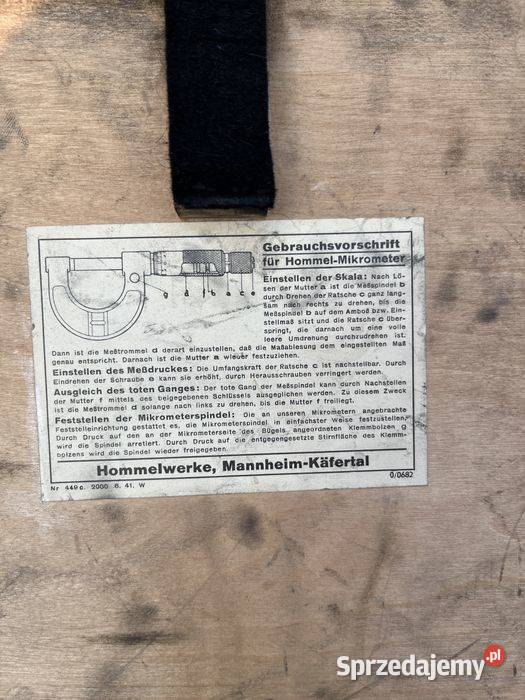 Gebrauchsvorschrift
für Hommel-Mikrometer
Einstellen der Skala: Nach Lö-
sen der Mutter a ist die Meßspindel b
durch Drehen der Ratsche c ganz lang-
sam nach rechts zu drehen, bis die
Meßspindel b auf dem Amboß bzw. Ein-
stellmaß sitzt und die Ratsche c über-
springt, die darnach um eine volle
leere Umdrehung durchzudrehen ist.
g d f b a c e
Dann ist die Meßtrommel d derart einzustellen, daß die Maßablesung dem eingestellten Maß
genau entspricht. Darnach ist die Mutter a wieder festzuziehen.
Einstellen des Meßdruckes: Die Umfangskraft der Ratsche c ist nachstellbar. Durch
Eindrehen der Schraube e kann sie erhöht, durch Herausschrauben verringert werden.
Ausgleich des toten Ganges: Der tote Gang der Meßspindel kann durch Nachstellen
der Mutter f mittels des beigegebenen Schlüssels ausgeglichen werden. Zu diesem Zweck
ist die Meßtrommel d solange nach links zu drehen, bis die Mutter f freiliegt.
Feststellen der Mikrometerspindel: Die an unseren Mikrometern angebrachte
Feststelleinrichtung gestattet es, die Mikrometerspindel in einfachster Weise festzustellen.
Durch Druck auf den an der Mikrometerseite des Bügels angeordneten Klemmbolzen g
wird die Spindel arretiert. Durch Druck auf die entgegengesetzte Stirnfläche des Klemm-
bolzens wird die Spindel wieder freigegeben.
Hommelwerke, Mannheim-Käfertal
Nr 449c. 2000 6. 41. W
0/0682
Sprzedajemy.pl